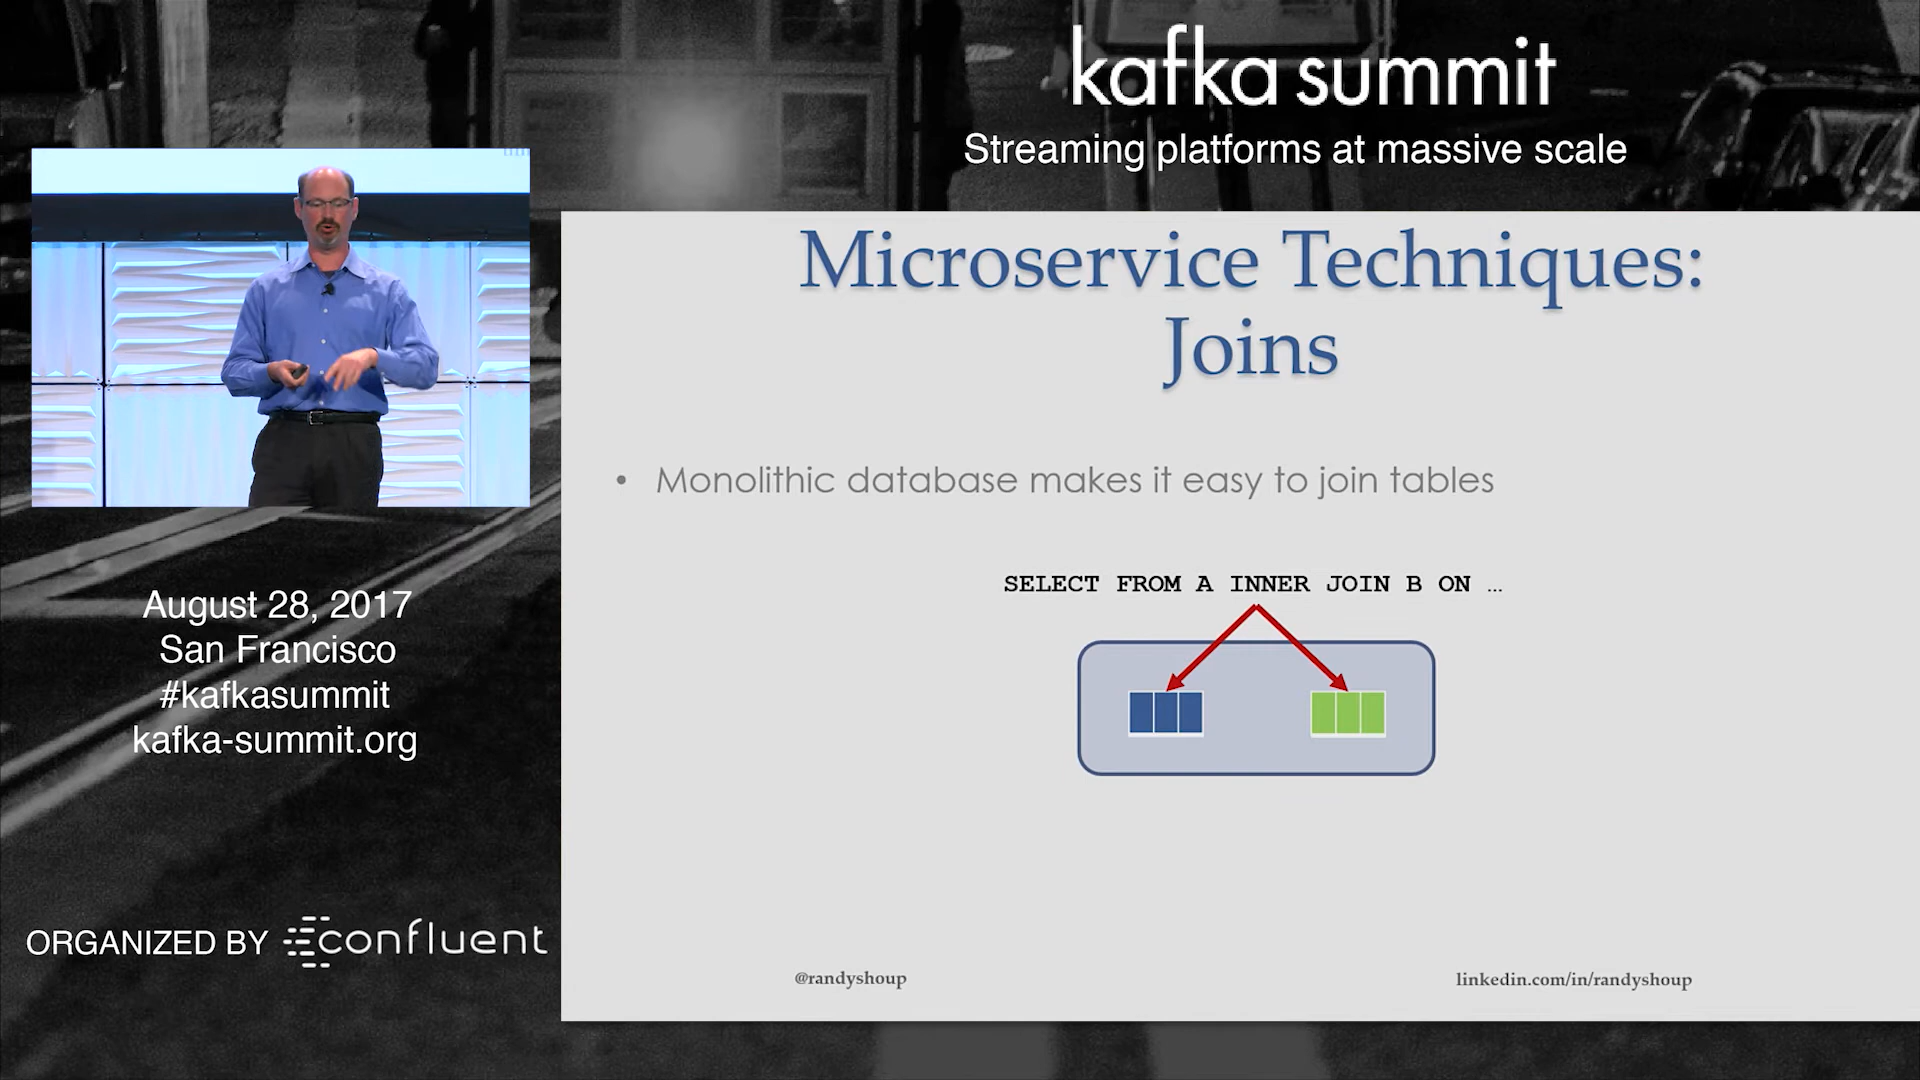 kafka summit
Streaming platforms at massive scale
Microservice Techniques:
Joins
• Monolithic database makes it easy to join tables
SELECT FROM A INNER JOIN B ON …
August 28, 2017
San Francisco
#kafkasummit
kafka-summit.org
ORGANIZED BY confluent
@randyshoup
linkedin.com/in/randyshoup